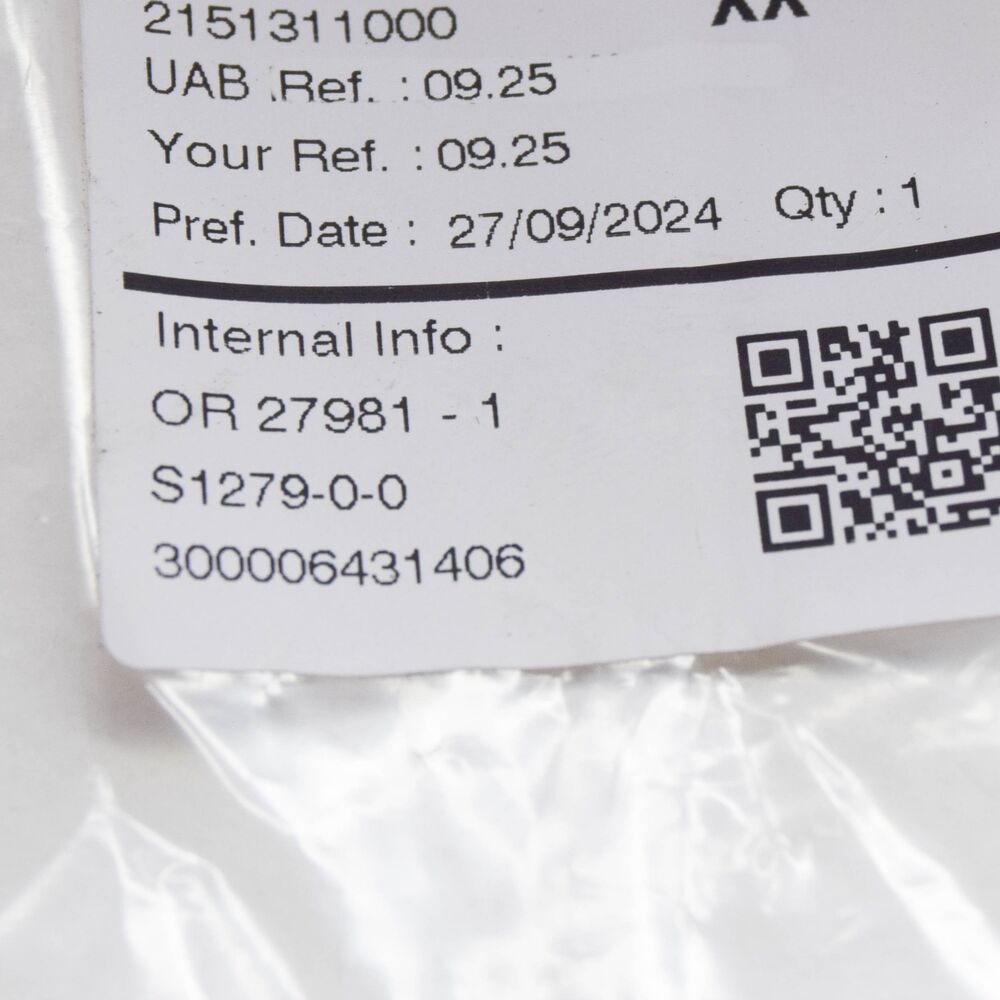 2151311000 XX
UAB Ref. : 09.25
Your Ref. : 09.25
Pref. Date : 27/09/2024 Qty : 1
Internal Info :
OR 27981 - 1
S1279-0-0
300006431406